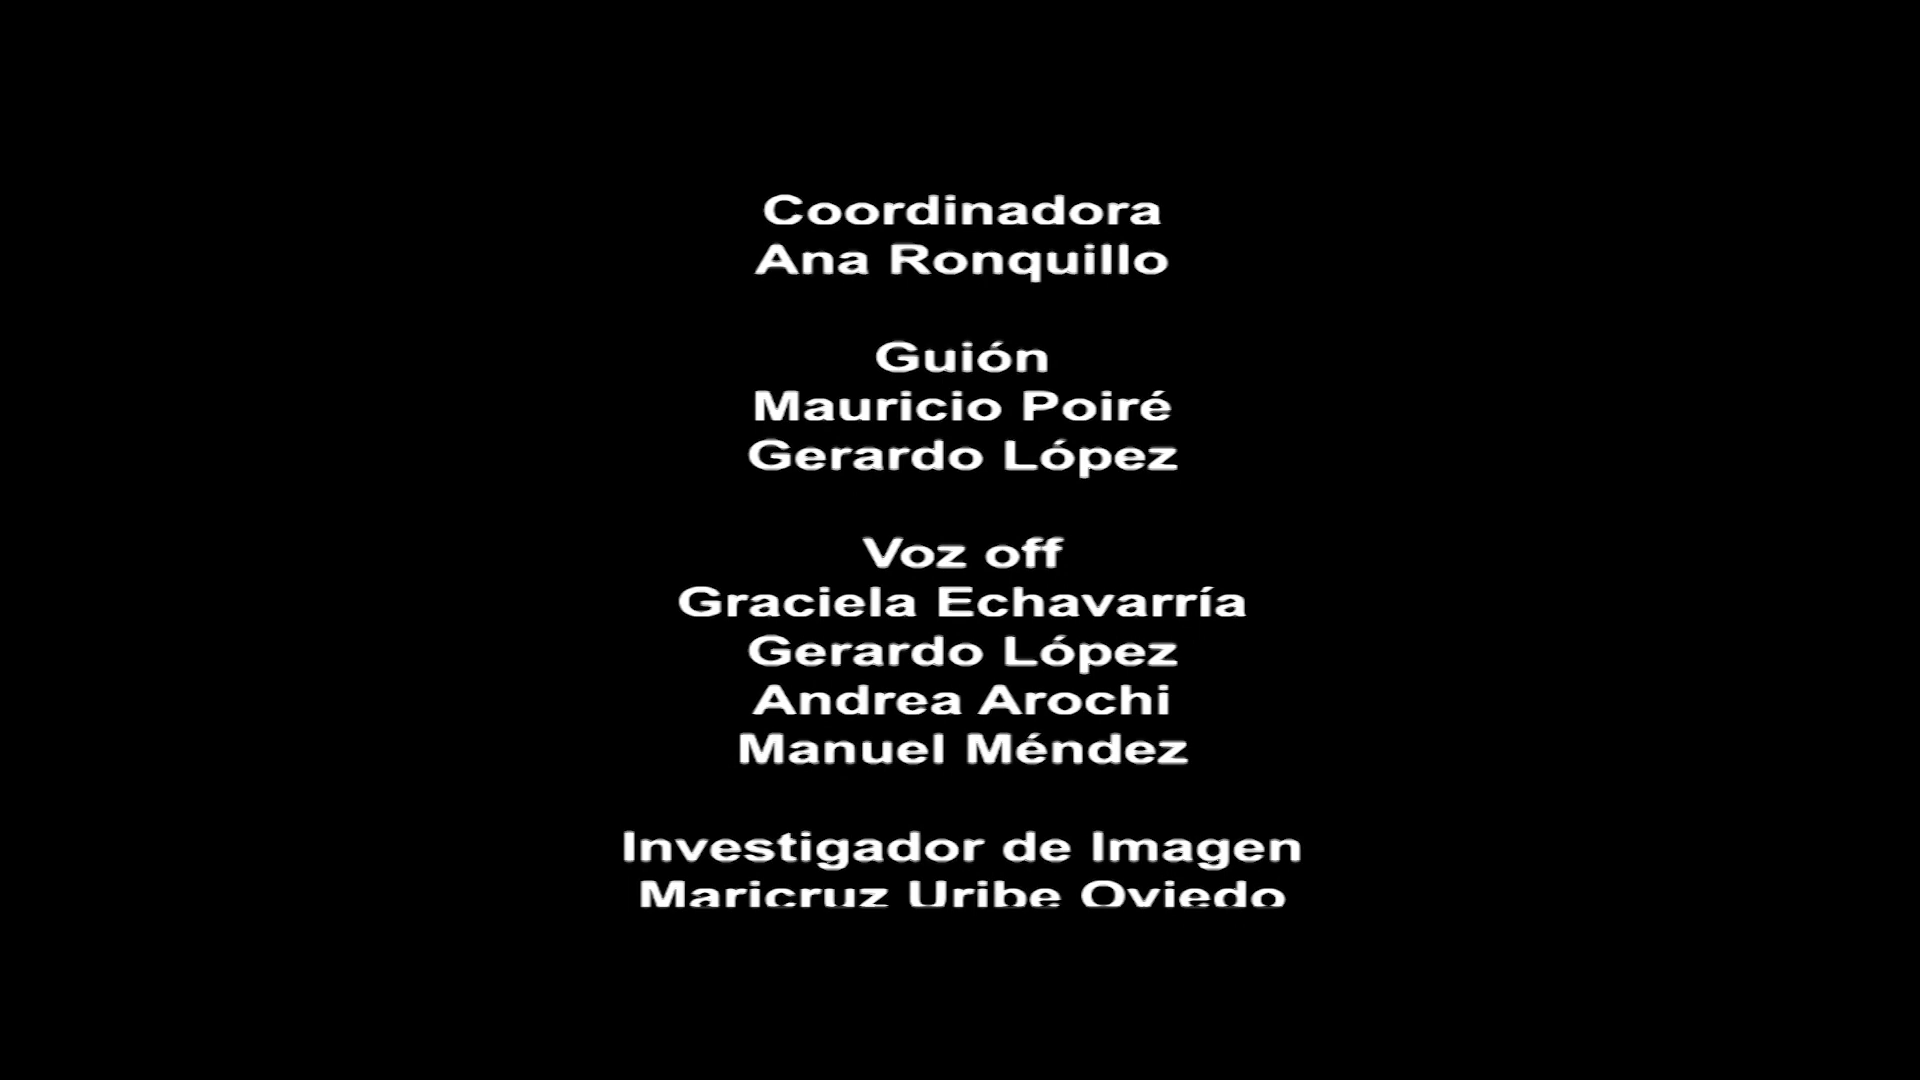 Coordinadora
Ana Ronquillo
Guión
Mauricio Poiré
Gerardo López
Voz off
Graciela Echavarría
Gerardo López
Andrea Arochi
Manuel Méndez
Investigador de Imagen
Maricruz Uribe Oviedo